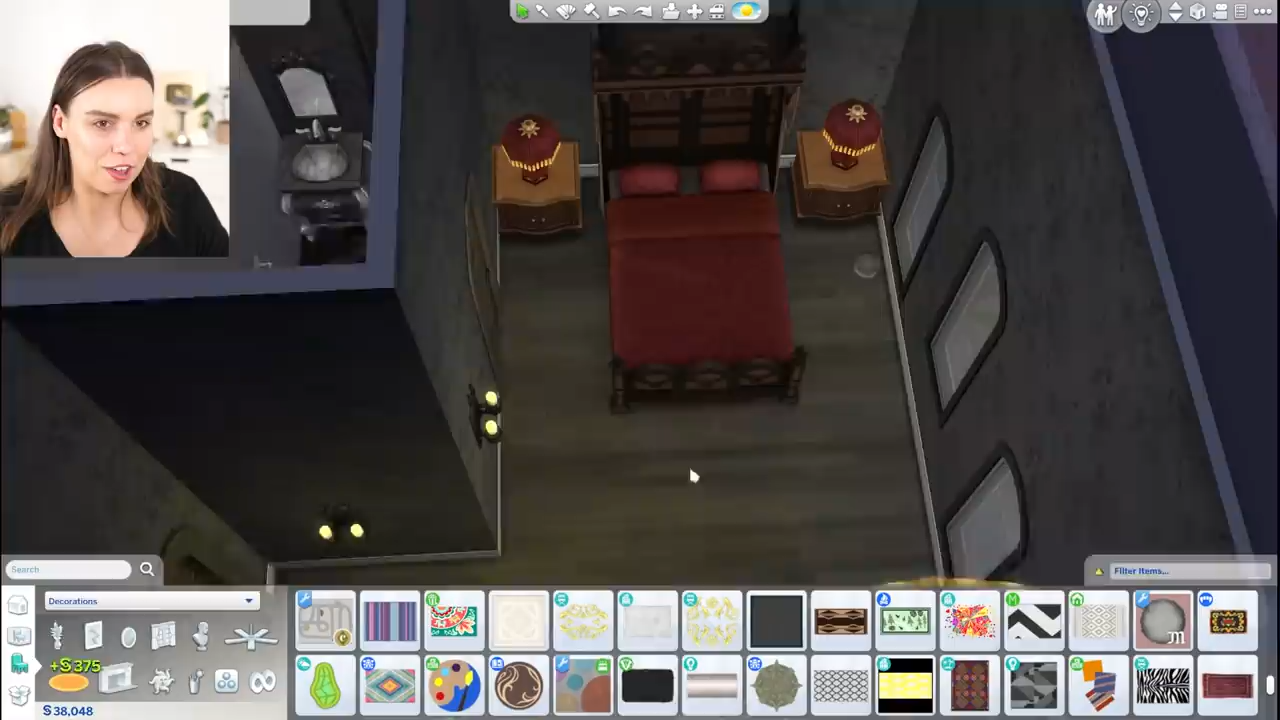 Search
Filter Items...
Decorations
+§375
§38,048
m
M